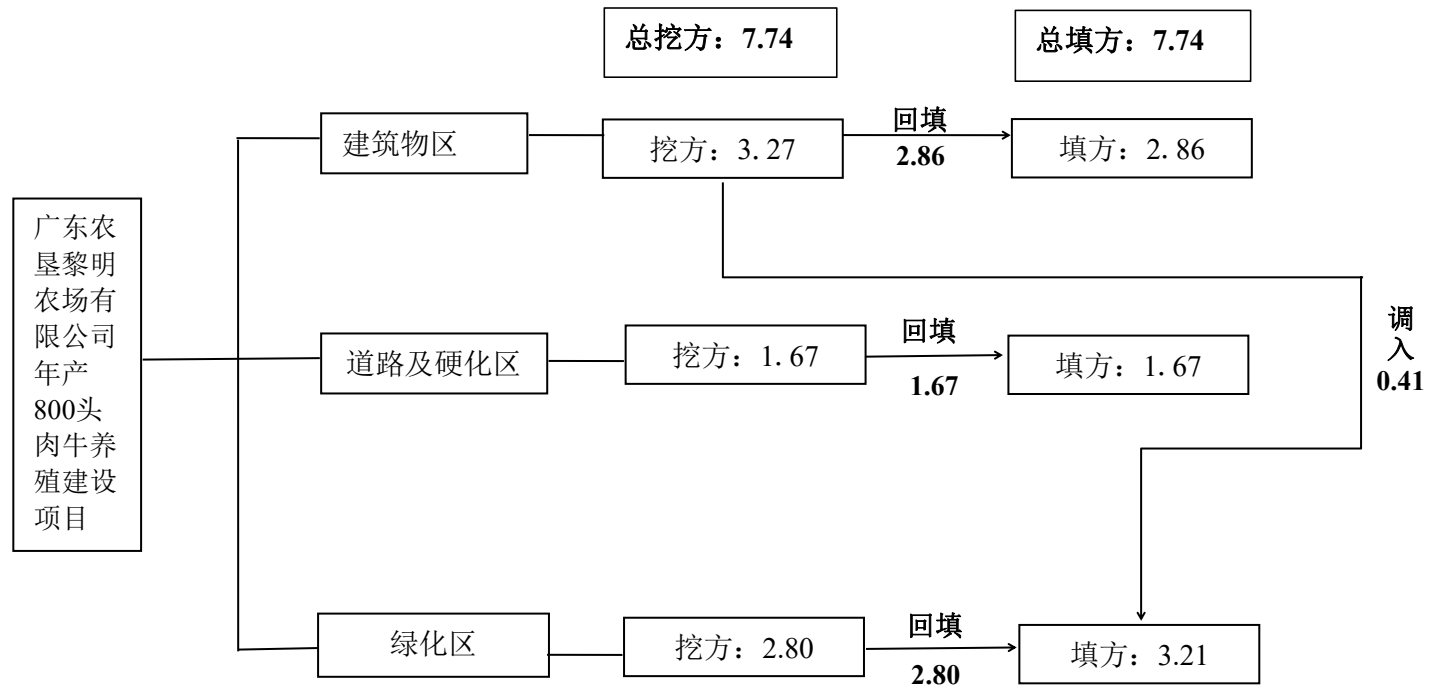 总挖方：7.74
总填方：7.74
建筑物区
挖方：3.27
回填
2.86
填方：2.86
广东农
垦黎明
农场有
限公司
年产
800头
肉牛养
殖建设
项目
道路及硬化区
挖方：1.67
回填
1.67
填方：1.67
调
入
0.41
绿化区
挖方：2.80
回填
2.80
填方：3.21